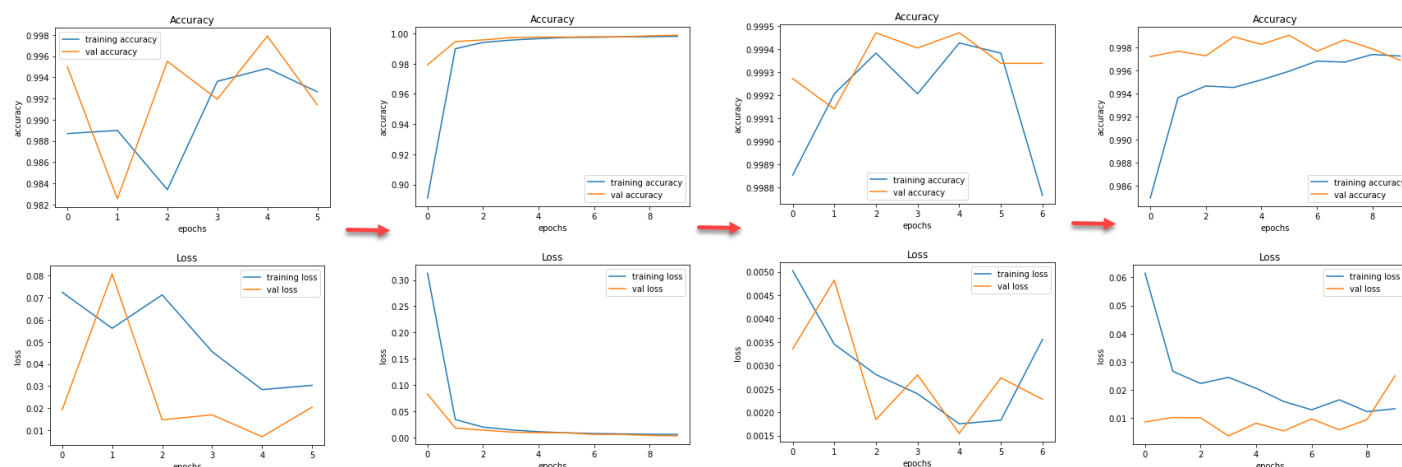 Accuracy
training accuracy
val accuracy
0.998
0.996
0.994
0.992
0.990
0.988
0.986
0.984
0.982
accuracy
0 1 2 3 4 5
epochs
Loss
training loss
val loss
0.08
0.07
0.06
0.05
0.04
0.03
0.02
0.01
loss
0 1 2 3 4 5
epochs
Accuracy
1.00
0.98
0.96
0.94
0.92
0.90
accuracy
training accuracy
val accuracy
0 2 4 6 8
epochs
Loss
training loss
val loss
0.30
0.25
0.20
0.15
0.10
0.05
0.00
loss
0 2 4 6 8
epochs
Accuracy
0.9995
0.9994
0.9993
0.9992
0.9991
0.9990
0.9989
0.9988
accuracy
training accuracy
val accuracy
0 1 2 3 4 5 6
epochs
Loss
training loss
val loss
0.0050
0.0045
0.0040
0.0035
0.0030
0.0025
0.0020
0.0015
loss
0 1 2 3 4 5 6
epochs
Accuracy
0.998
0.996
0.994
0.992
0.990
0.988
0.986
accuracy
training accuracy
val accuracy
0 2 4 6 8
epochs
Loss
training loss
val loss
0.06
0.05
0.04
0.03
0.02
0.01
loss
0 2 4 6 8
epochs